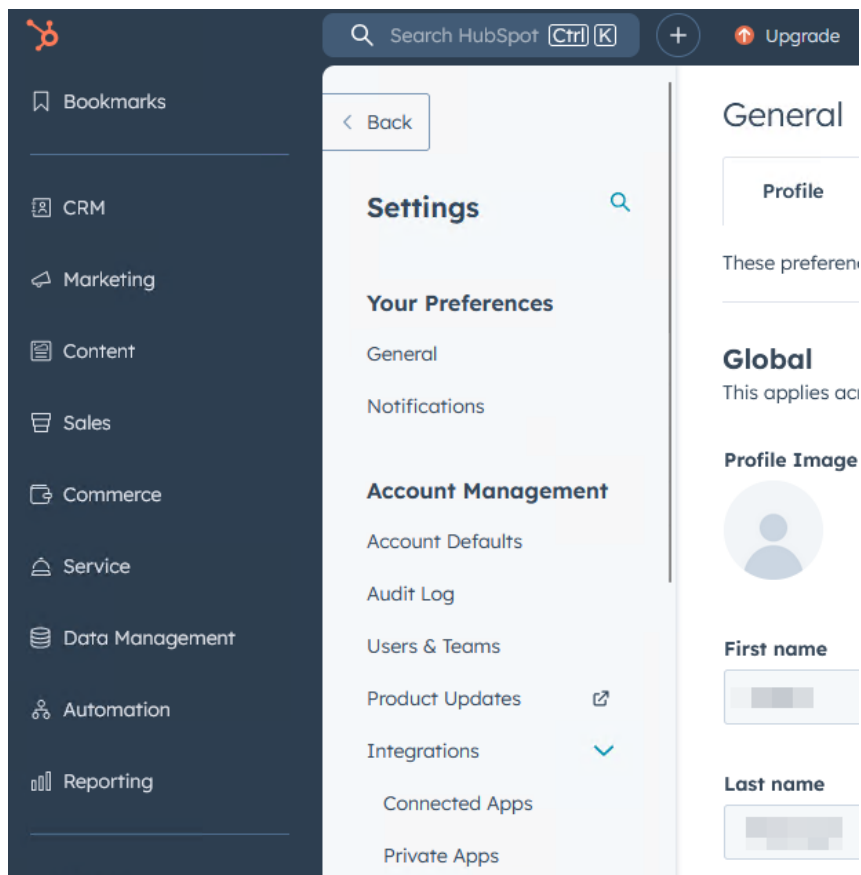 Search HubSpot Ctrl K
Upgrade
Bookmarks
CRM
Marketing
Content
Sales
Commerce
Service
Data Management
Automation
Reporting
Back
Settings
Your Preferences
General
Notifications
Account Management
Account Defaults
Audit Log
Users & Teams
Product Updates
Integrations
Connected Apps
Private Apps
General
Profile
These preferen
Global
This applies acr
Profile Image
First name
Last name